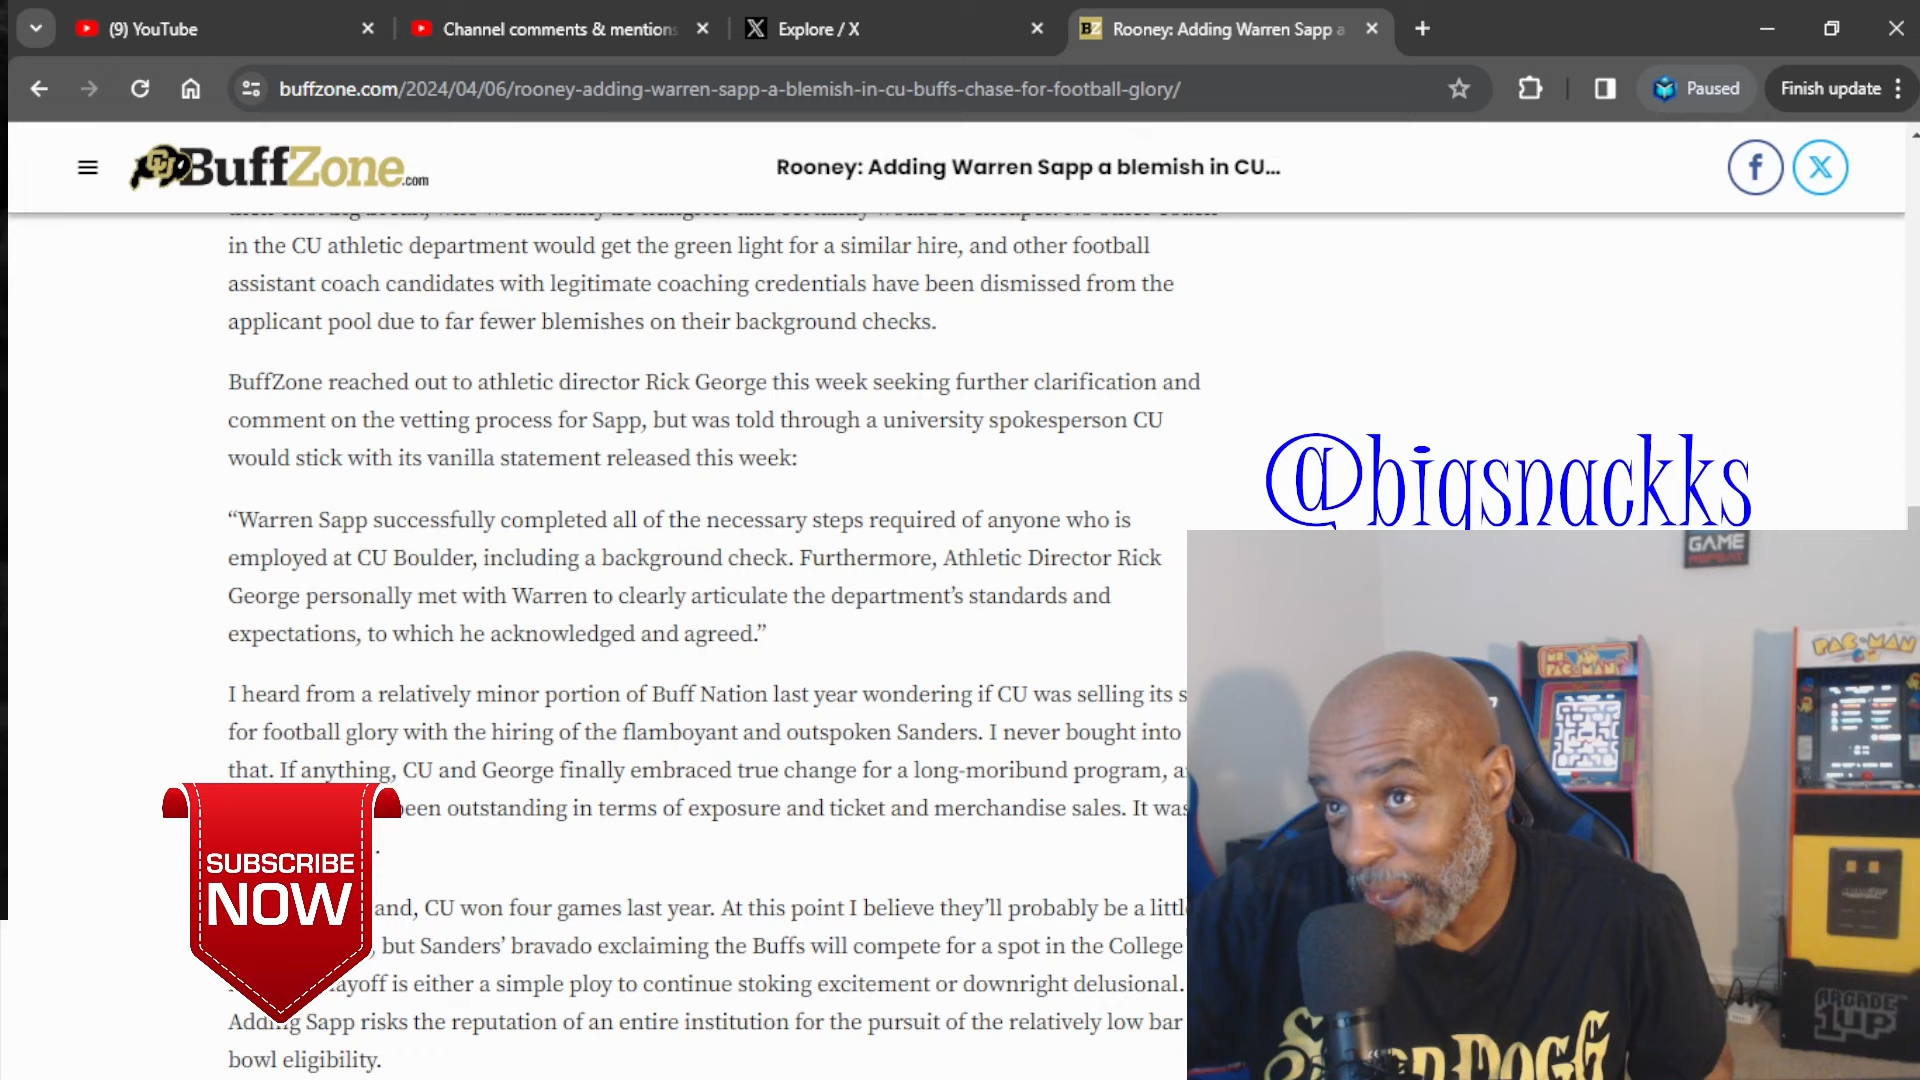 (9) YouTube
Channel comments & mentions
Explore / X
BZ
Rooney: Adding Warren Sapp a
buffzone.com/2024/04/06/rooney-adding-warren-sapp-a-blemish-in-cu-buffs-chase-for-football-glory/
Paused
Finish update
CU
BuffZone.com
Rooney: Adding Warren Sapp a blemish in CU...
in the CU athletic department would get the green light for a similar hire, and other football
assistant coach candidates with legitimate coaching credentials have been dismissed from the
applicant pool due to far fewer blemishes on their background checks.
BuffZone reached out to athletic director Rick George this week seeking further clarification and
comment on the vetting process for Sapp, but was told through a university spokesperson CU
would stick with its vanilla statement released this week:
“Warren Sapp successfully completed all of the necessary steps required of anyone who is
employed at CU Boulder, including a background check. Furthermore, Athletic Director Rick
George personally met with Warren to clearly articulate the department’s standards and
expectations, to which he acknowledged and agreed.”
I heard from a relatively minor portion of Buff Nation last year wondering if CU was selling its s
for football glory with the hiring of the flamboyant and outspoken Sanders. I never bought into
that. If anything, CU and George finally embraced true change for a long-moribund program, a
been outstanding in terms of exposure and ticket and merchandise sales. It was
and, CU won four games last year. At this point I believe they’ll probably be a little
, but Sanders’ bravado exclaiming the Buffs will compete for a spot in the College
ayoff is either a simple ploy to continue stoking excitement or downright delusional.
Adding Sapp risks the reputation of an entire institution for the pursuit of the relatively low bar
bowl eligibility.
@bigsnackks
SUBSCRIBE
NOW
GAME
REPEAT
MS. PAC-MAN
PAC-MAN
ARCADE
1UP
DOGG